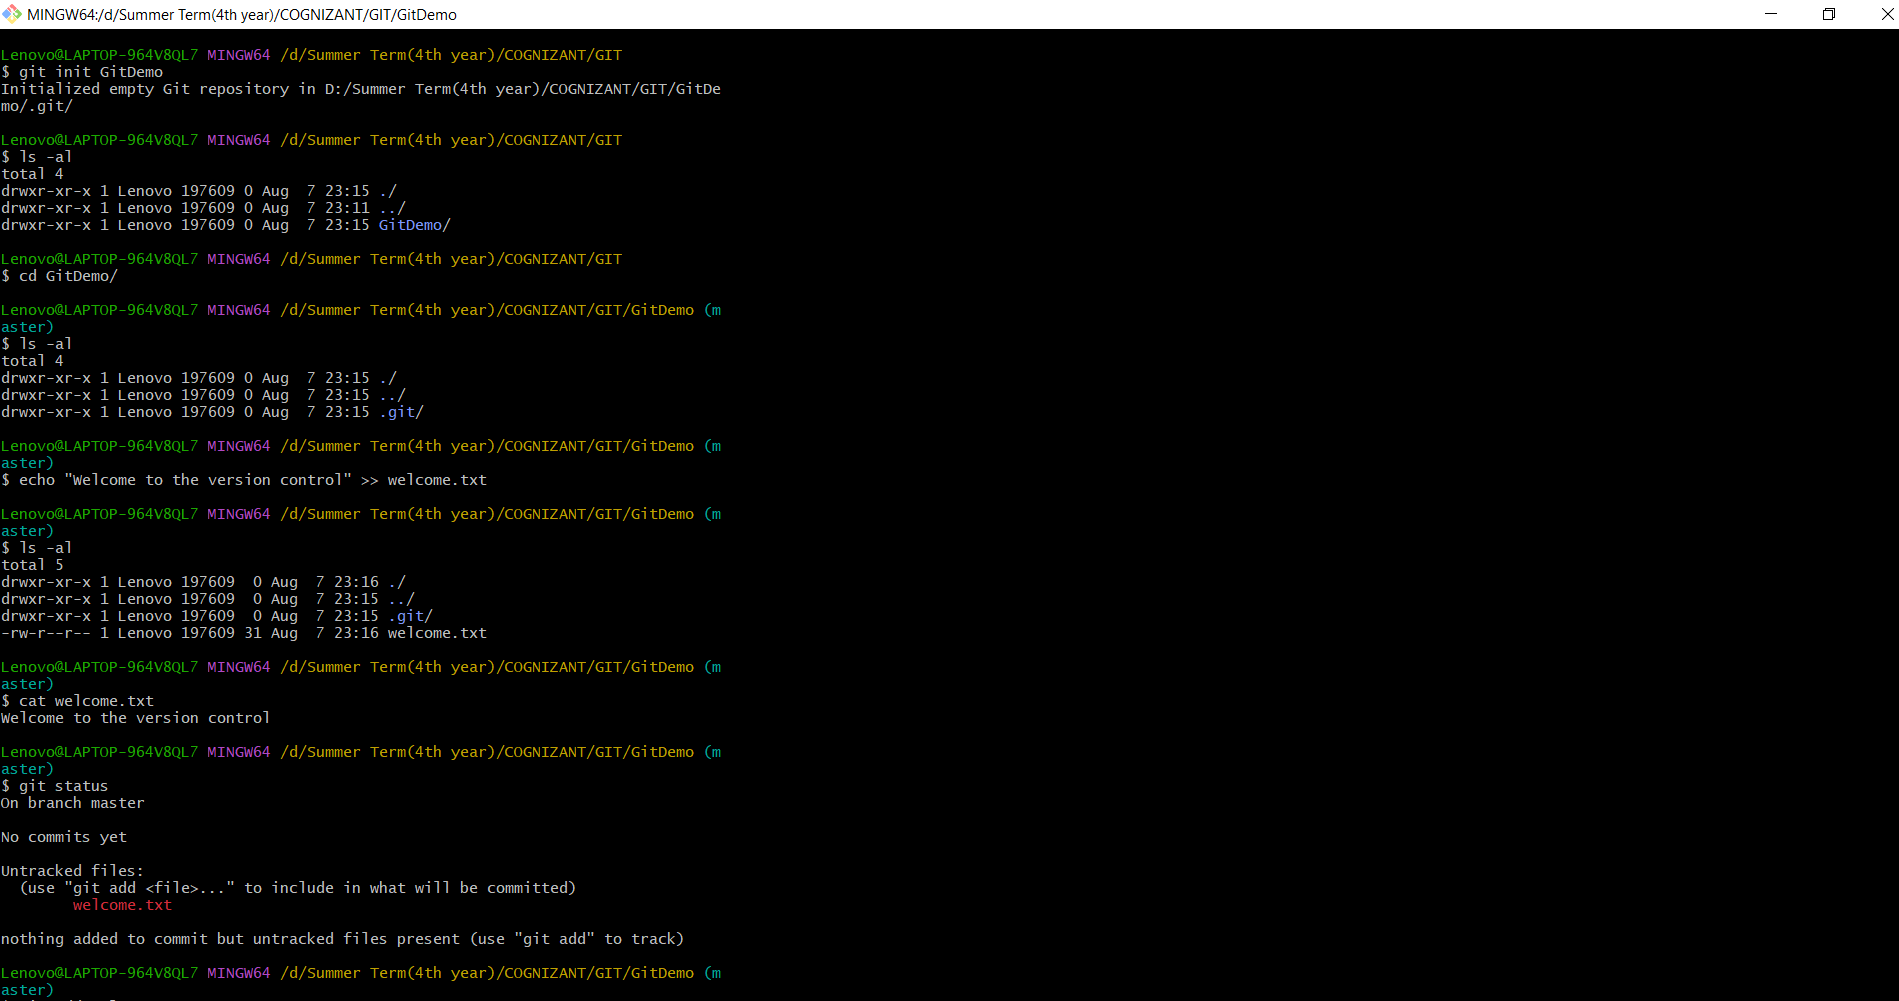 MINGW64:/d/Summer Term(4th year)/COGNIZANT/GIT/GitDemo
Lenovo@LAPTOP-964V8QL7 MINGW64 /d/Summer Term(4th year)/COGNIZANT/GIT
$ git init GitDemo
Initialized empty Git repository in D:/Summer Term(4th year)/COGNIZANT/GIT/GitDe
mo/.git/
Lenovo@LAPTOP-964V8QL7 MINGW64 /d/Summer Term(4th year)/COGNIZANT/GIT
$ ls -al
total 4
drwxr-xr-x 1 Lenovo 197609 0 Aug  7 23:15 ./
drwxr-xr-x 1 Lenovo 197609 0 Aug  7 23:11 ../
drwxr-xr-x 1 Lenovo 197609 0 Aug  7 23:15 GitDemo/
Lenovo@LAPTOP-964V8QL7 MINGW64 /d/Summer Term(4th year)/COGNIZANT/GIT
$ cd GitDemo/
Lenovo@LAPTOP-964V8QL7 MINGW64 /d/Summer Term(4th year)/COGNIZANT/GIT/GitDemo (m
aster)
$ ls -al
total 4
drwxr-xr-x 1 Lenovo 197609 0 Aug  7 23:15 ./
drwxr-xr-x 1 Lenovo 197609 0 Aug  7 23:15 ../
drwxr-xr-x 1 Lenovo 197609 0 Aug  7 23:15 .git/
Lenovo@LAPTOP-964V8QL7 MINGW64 /d/Summer Term(4th year)/COGNIZANT/GIT/GitDemo (m
aster)
$ echo "Welcome to the version control" >> welcome.txt
Lenovo@LAPTOP-964V8QL7 MINGW64 /d/Summer Term(4th year)/COGNIZANT/GIT/GitDemo (m
aster)
$ ls -al
total 5
drwxr-xr-x 1 Lenovo 197609  0 Aug  7 23:16 ./
drwxr-xr-x 1 Lenovo 197609  0 Aug  7 23:15 ../
drwxr-xr-x 1 Lenovo 197609  0 Aug  7 23:15 .git/
-rw-r--r-- 1 Lenovo 197609 31 Aug  7 23:16 welcome.txt
Lenovo@LAPTOP-964V8QL7 MINGW64 /d/Summer Term(4th year)/COGNIZANT/GIT/GitDemo (m
aster)
$ cat welcome.txt
Welcome to the version control
Lenovo@LAPTOP-964V8QL7 MINGW64 /d/Summer Term(4th year)/COGNIZANT/GIT/GitDemo (m
aster)
$ git status
On branch master
No commits yet
Untracked files:
  (use "git add <file>..." to include in what will be committed)
        welcome.txt
nothing added to commit but untracked files present (use "git add" to track)
Lenovo@LAPTOP-964V8QL7 MINGW64 /d/Summer Term(4th year)/COGNIZANT/GIT/GitDemo (m
aster)